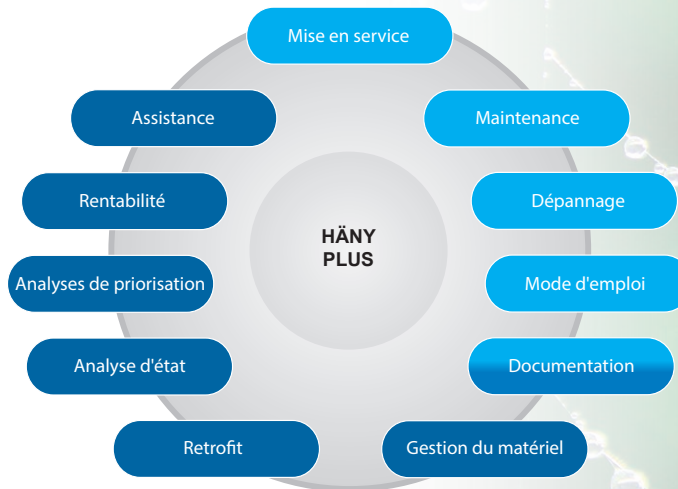 Mise en service
Assistance
Maintenance
Rentabilité
Dépannage
HÄNY
PLUS
Analyses de priorisation
Mode d'emploi
Analyse d'état
Documentation
Retrofit
Gestion du matériel